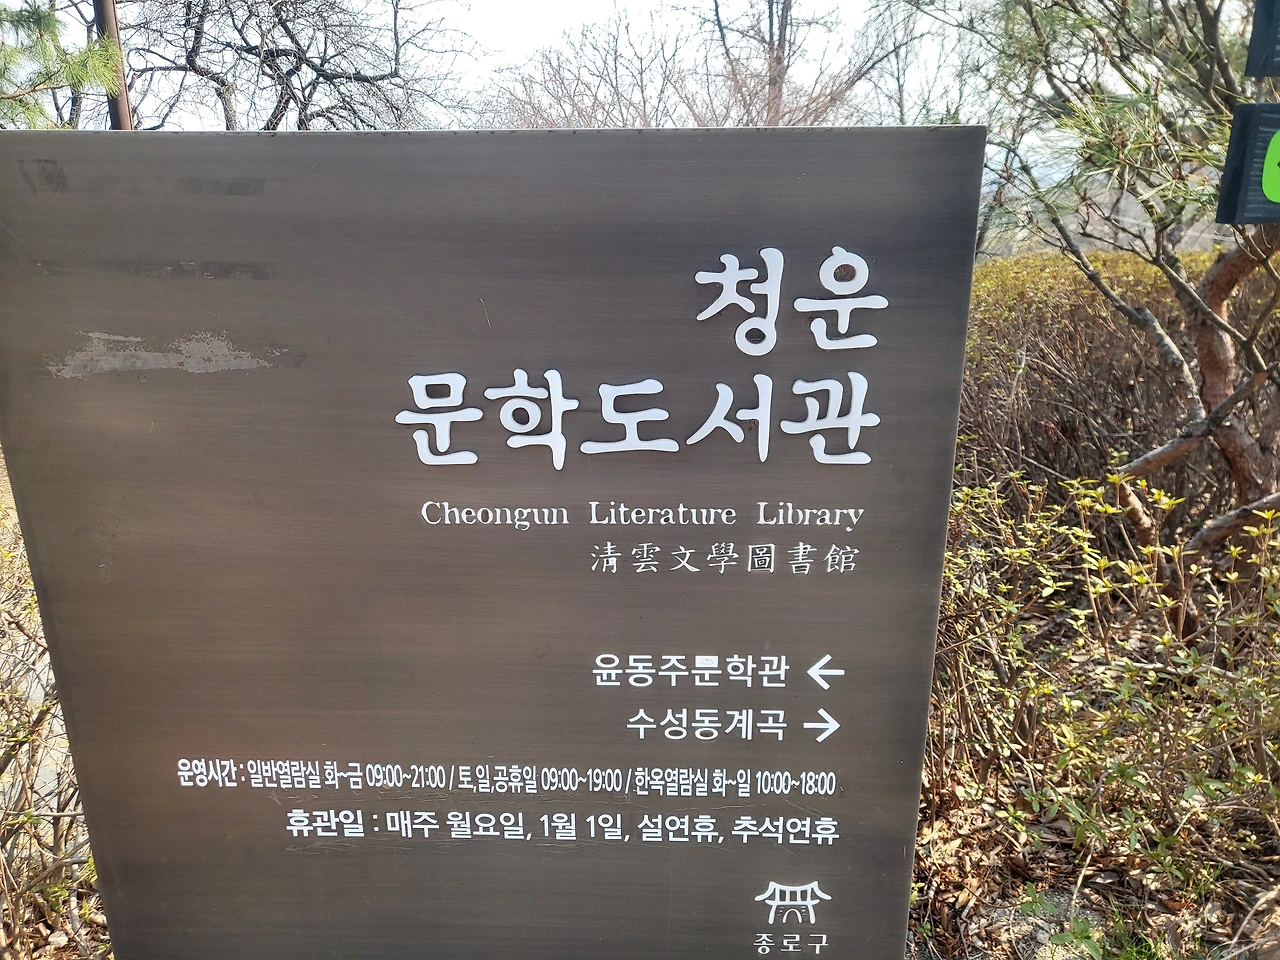 청운
문학도서관
Cheongun Literature Library
淸雲文學圖書館
윤동주문학관 ←
수성동계곡 →
운영시간 : 일반열람실 화~금 09:00~21:00 / 토,일,공휴일 09:00~19:00 / 한옥열람실 화~일 10:00~18:00
휴관일 : 매주 월요일, 1월 1일, 설연휴, 추석연휴
종로구